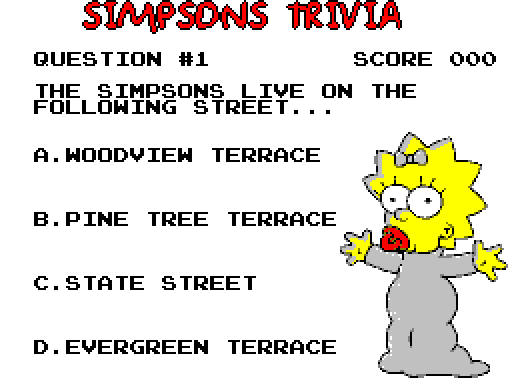 SIMPSONS TRIVIA
QUESTION #1 SCORE 000
THE SIMPSONS LIVE ON THE
FOLLOWING STREET...
A.WOODVIEW TERRACE
B.PINE TREE TERRACE
C.STATE STREET
D.EVERGREEN TERRACE